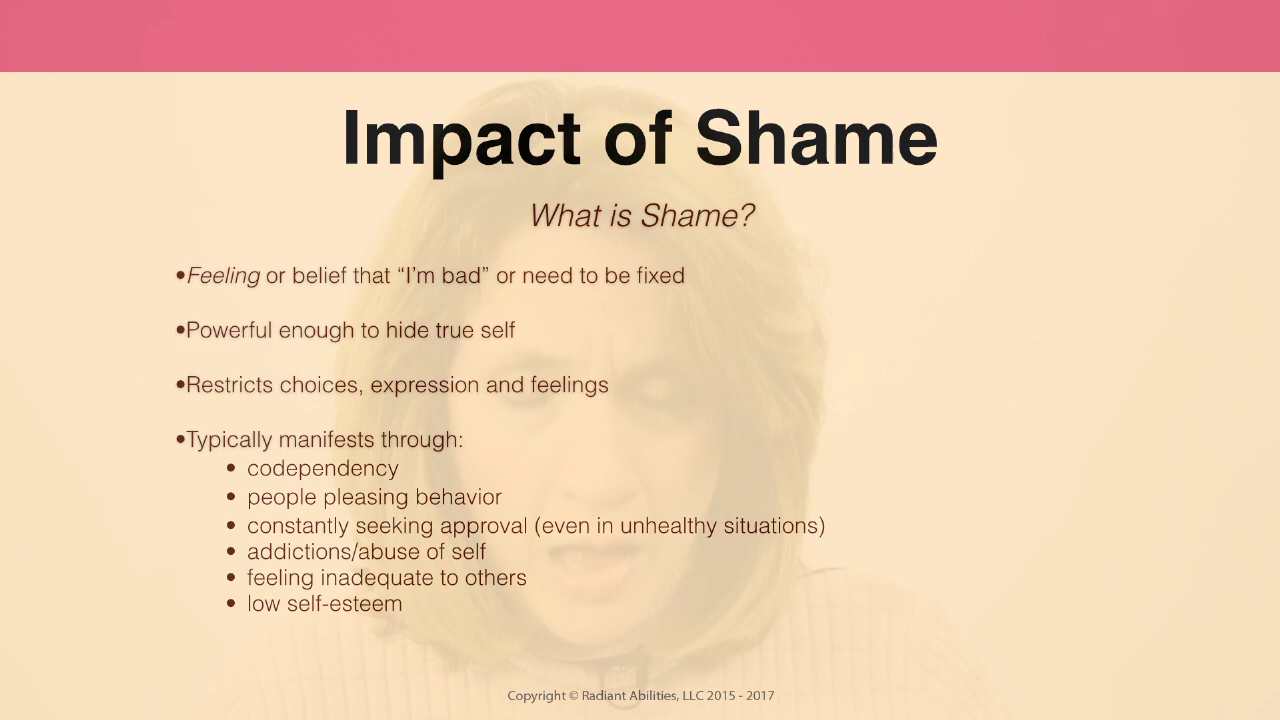 Impact of Shame
What is Shame?
•Feeling or belief that “I’m bad” or need to be fixed
•Powerful enough to hide true self
•Restricts choices, expression and feelings
•Typically manifests through:
• codependency
• people pleasing behavior
• constantly seeking approval (even in unhealthy situations)
• addictions/abuse of self
• feeling inadequate to others
• low self-esteem
Copyright © Radiant Abilities, LLC 2015 - 2017